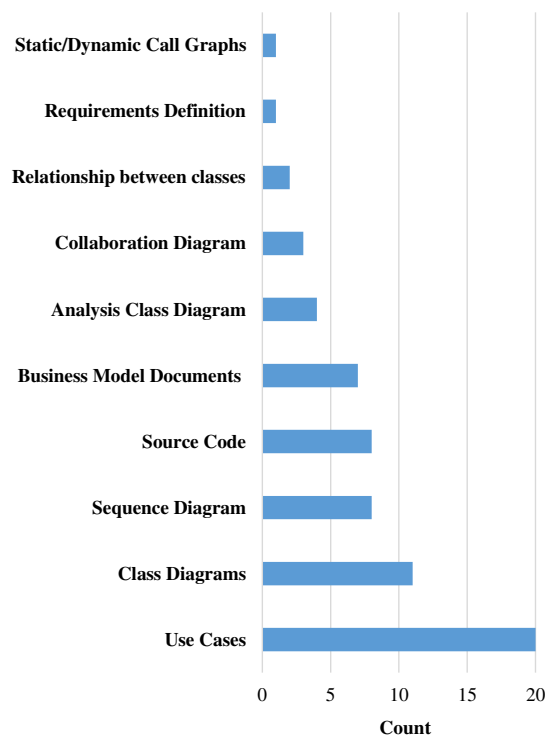 Static/Dynamic Call Graphs
Requirements Definition
Relationship between classes
Collaboration Diagram
Analysis Class Diagram
Business Model Documents
Source Code
Sequence Diagram
Class Diagrams
Use Cases
0 5 10 15 20
Count